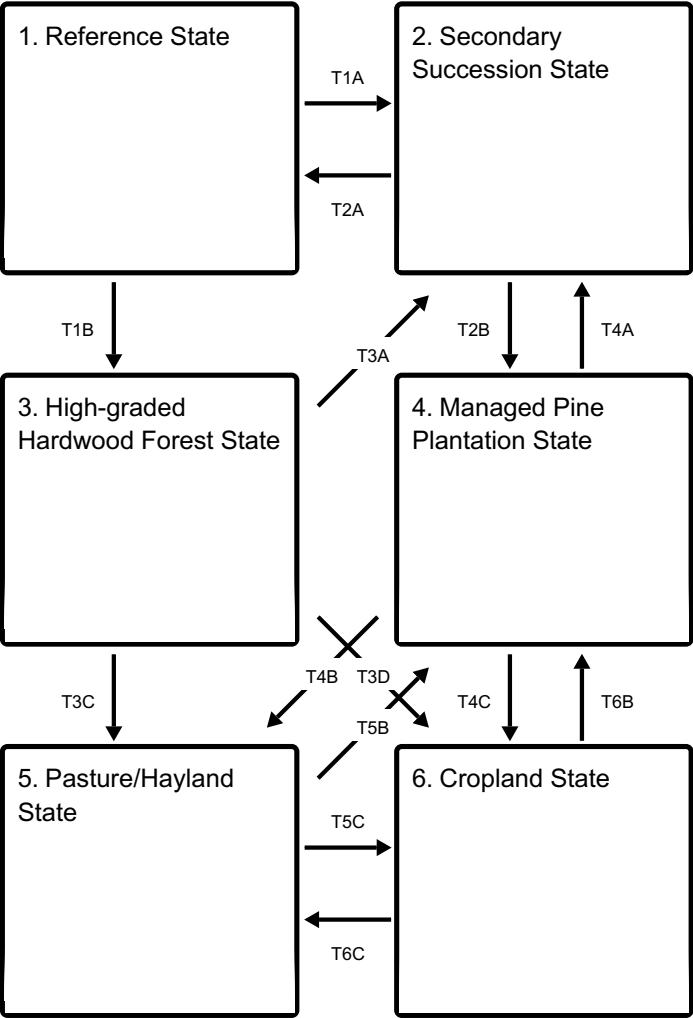 1. Reference State
2. Secondary
Succession State
T1A
T2A
T1B
T3A
T2B
T4A
3. High-graded
Hardwood Forest State
4. Managed Pine
Plantation State
T3C
T4B
T3D
T5B
T4C
T6B
5. Pasture/Hayland
State
6. Cropland State
T5C
T6C